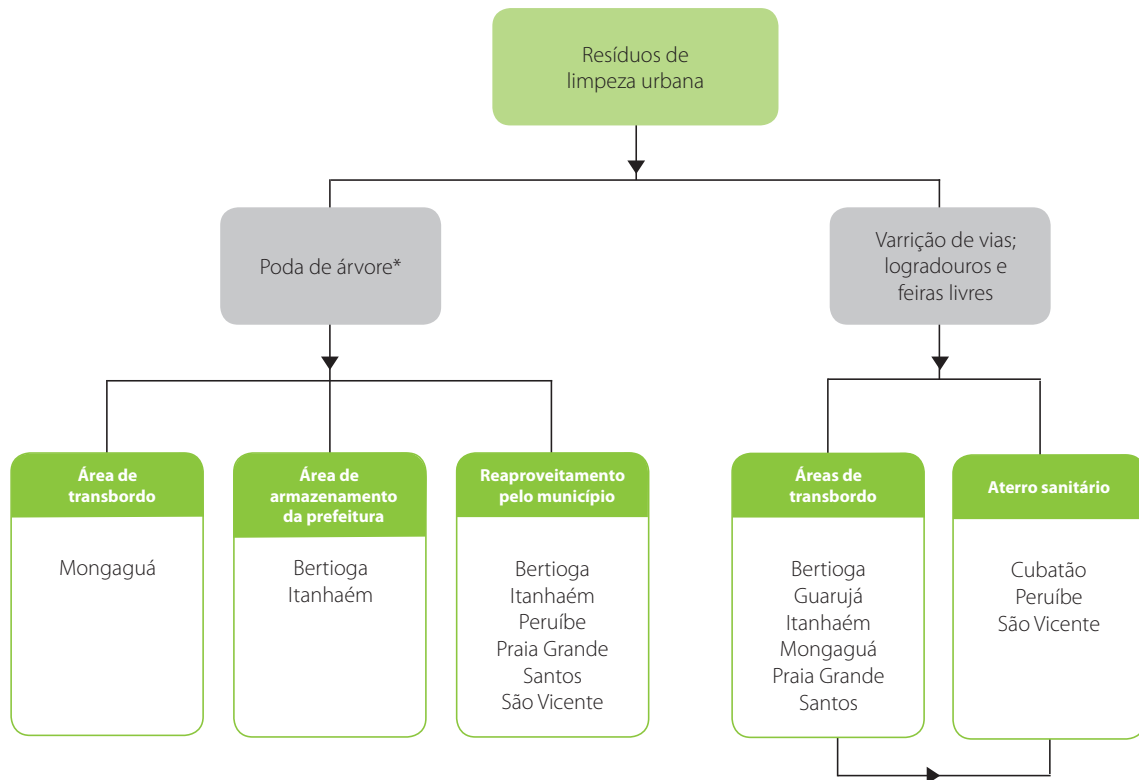 Resíduos de
limpeza urbana
Poda de árvore*
Varrição de vias;
logradouros e
feiras livres
Área de
transbordo
Mongaguá
Área de
armazenamento
da prefeitura
Bertioga
Itanhaém
Reaproveitamento
pelo município
Bertioga
Itanhaém
Peruíbe
Praia Grande
Santos
São Vicente
Áreas de
transbordo
Bertioga
Guarujá
Itanhaém
Mongaguá
Praia Grande
Santos
Aterro sanitário
Cubatão
Peruíbe
São Vicente